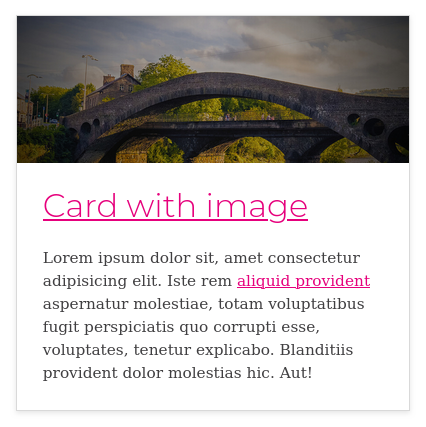 Card with image
Lorem ipsum dolor sit, amet consectetur
adipisicing elit. Iste rem aliquid provident
aspernatur molestiae, totam voluptatibus
fugit perspiciatis quo corrupti esse,
voluptates, tenetur explicabo. Blanditiis
provident dolor molestias hic. Aut!